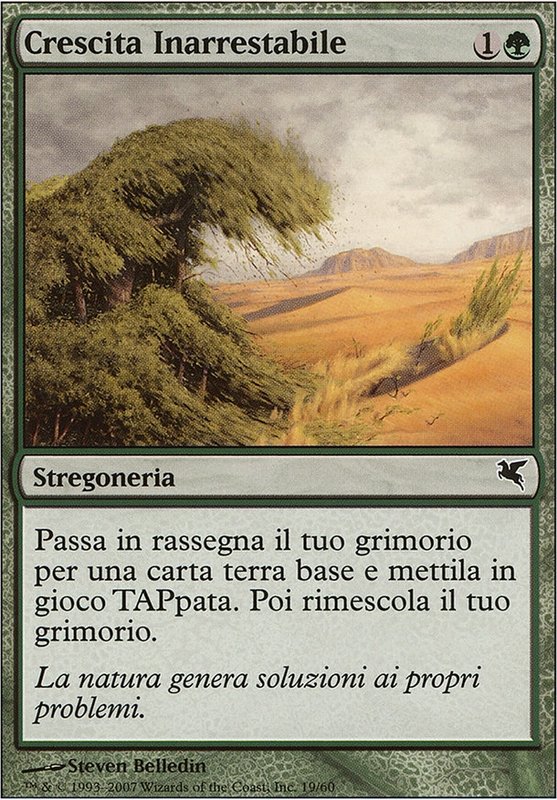 Crescita Inarrestabile 1
Stregoneria
Passa in rassegna il tuo grimorio
per una carta terra base e mettila in
gioco TAPpata. Poi rimescola il tuo
grimorio.
La natura genera soluzioni ai propri
problemi.
Steven Belledin
™ & © 1993–2007 Wizards of the Coast, Inc. 19/60